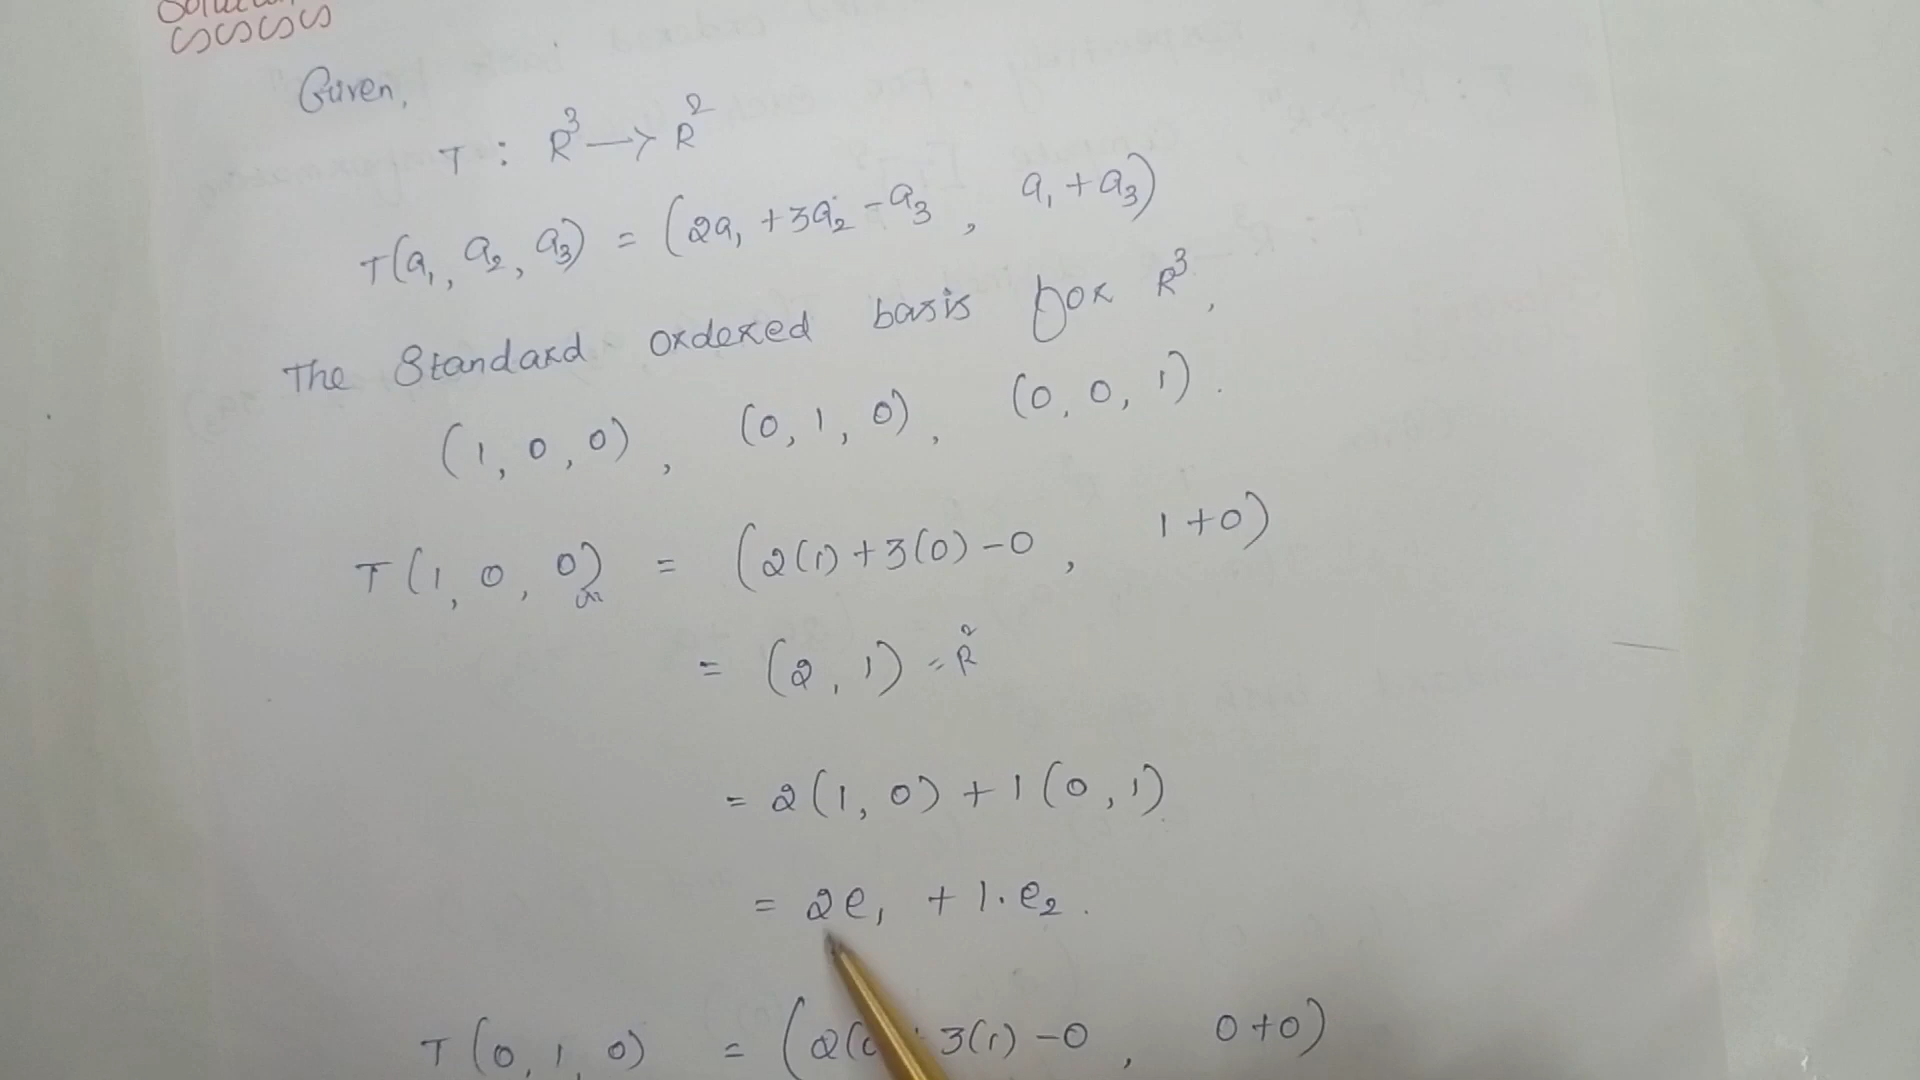 Given,
T : R³ → R²
T(a₁, a₂, a₃) = (2a₁ + 3a₂ - a₃, a₁ + a₃)
The Standard ordered basis for R³,
(1, 0, 0), (0, 1, 0), (0, 0, 1).
T(1, 0, 0) = (2(1) + 3(0) - 0, 1 + 0)
= (2, 1) = R²
= 2(1, 0) + 1(0, 1)
= 2e₁ + 1.e₂.
T(0, 1, 0) = (2( 3(1) - 0, 0 + 0)